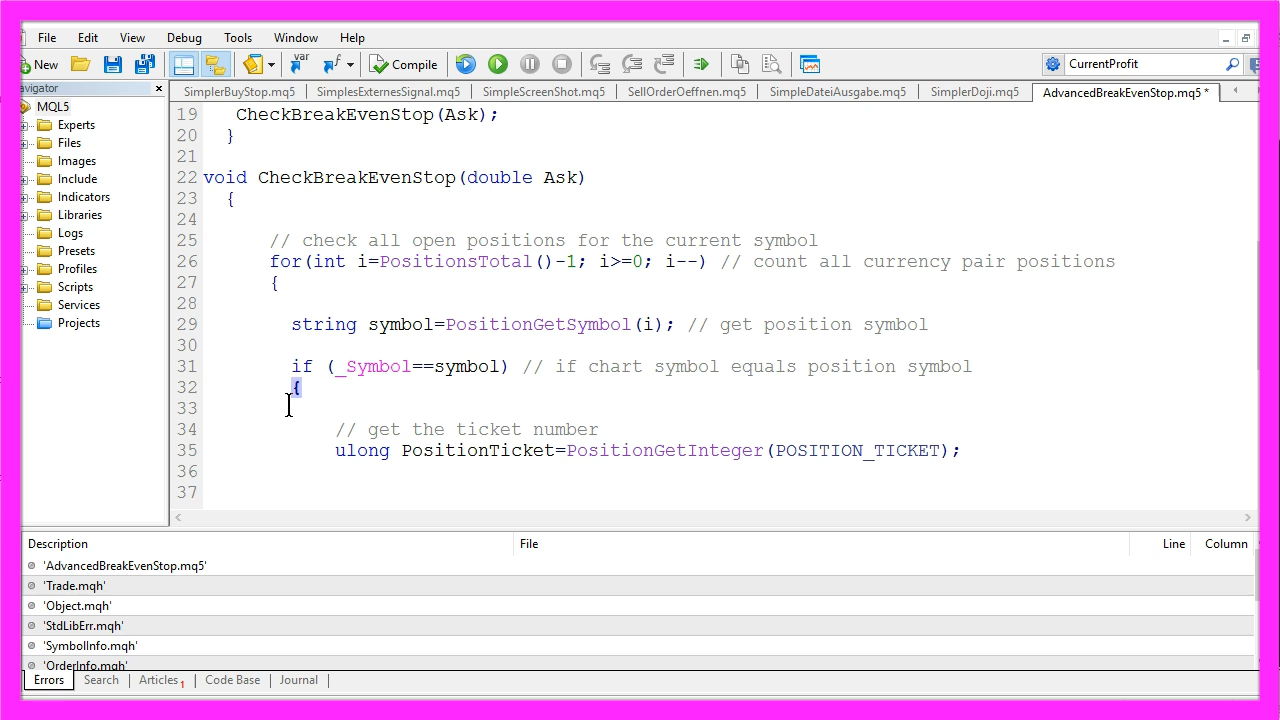 File Edit View Debug Tools Window Help
New var Compile CurrentProfit
SimplerBuyStop.mq5 SimplesExternesSignal.mq5 SimpleScreenShot.mq5 SellOrderOeffnen.mq5 SimpleDateiAusgabe.mq5 SimplerDoji.mq5 AdvancedBreakEvenStop.mq5 *
MQL5
Experts
Files
Images
Include
Indicators
Libraries
Logs
Presets
Profiles
Scripts
Services
Projects
19 CheckBreakEvenStop(Ask);
20 }
21
22 void CheckBreakEvenStop(double Ask)
23 {
24
25 // check all open positions for the current symbol
26 for(int i=PositionsTotal()-1; i>=0; i--) // count all currency pair positions
27 {
28
29 string symbol=PositionGetSymbol(i); // get position symbol
30
31 if (_Symbol==symbol) // if chart symbol equals position symbol
32 {
33
34 // get the ticket number
35 ulong PositionTicket=PositionGetInteger(POSITION_TICKET);
36
37
Description File Line Column
'AdvancedBreakEvenStop.mq5'
'Trade.mqh'
'Object.mqh'
'StdLibErr.mqh'
'SymbolInfo.mqh'
'OrderInfo.mqh'
Errors Search Articles 1 Code Base Journal